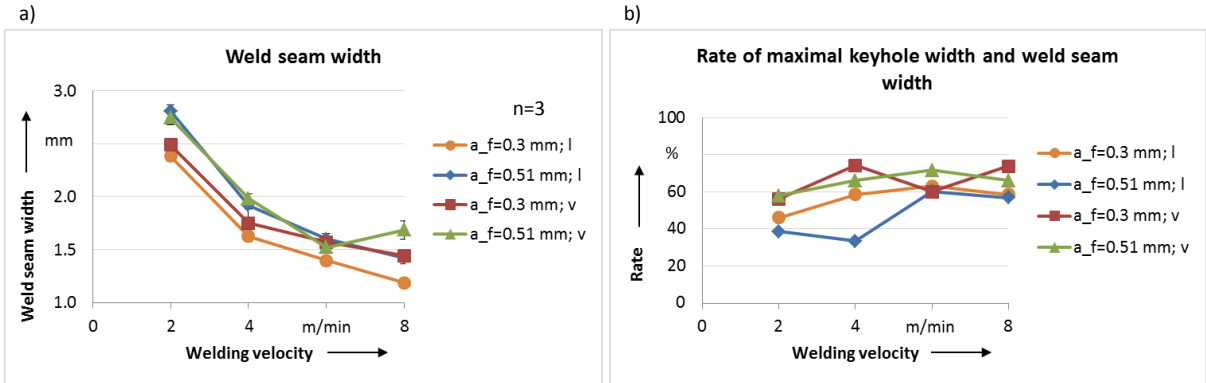 a)
Weld seam width
3.0
mm
2.0
1.5
1.0
Weld seam width
0
2
4
m/min
8
Welding velocity
n=3
a_f=0.3 mm; l
a_f=0.51 mm; l
a_f=0.3 mm; v
a_f=0.51 mm; v
b)
Rate of maximal keyhole width and weld seam
width
100
%
60
40
20
0
Rate
0
2
4
m/min
8
Welding velocity
a_f=0.3 mm; l
a_f=0.51 mm; l
a_f=0.3 mm; v
a_f=0.51 mm; v